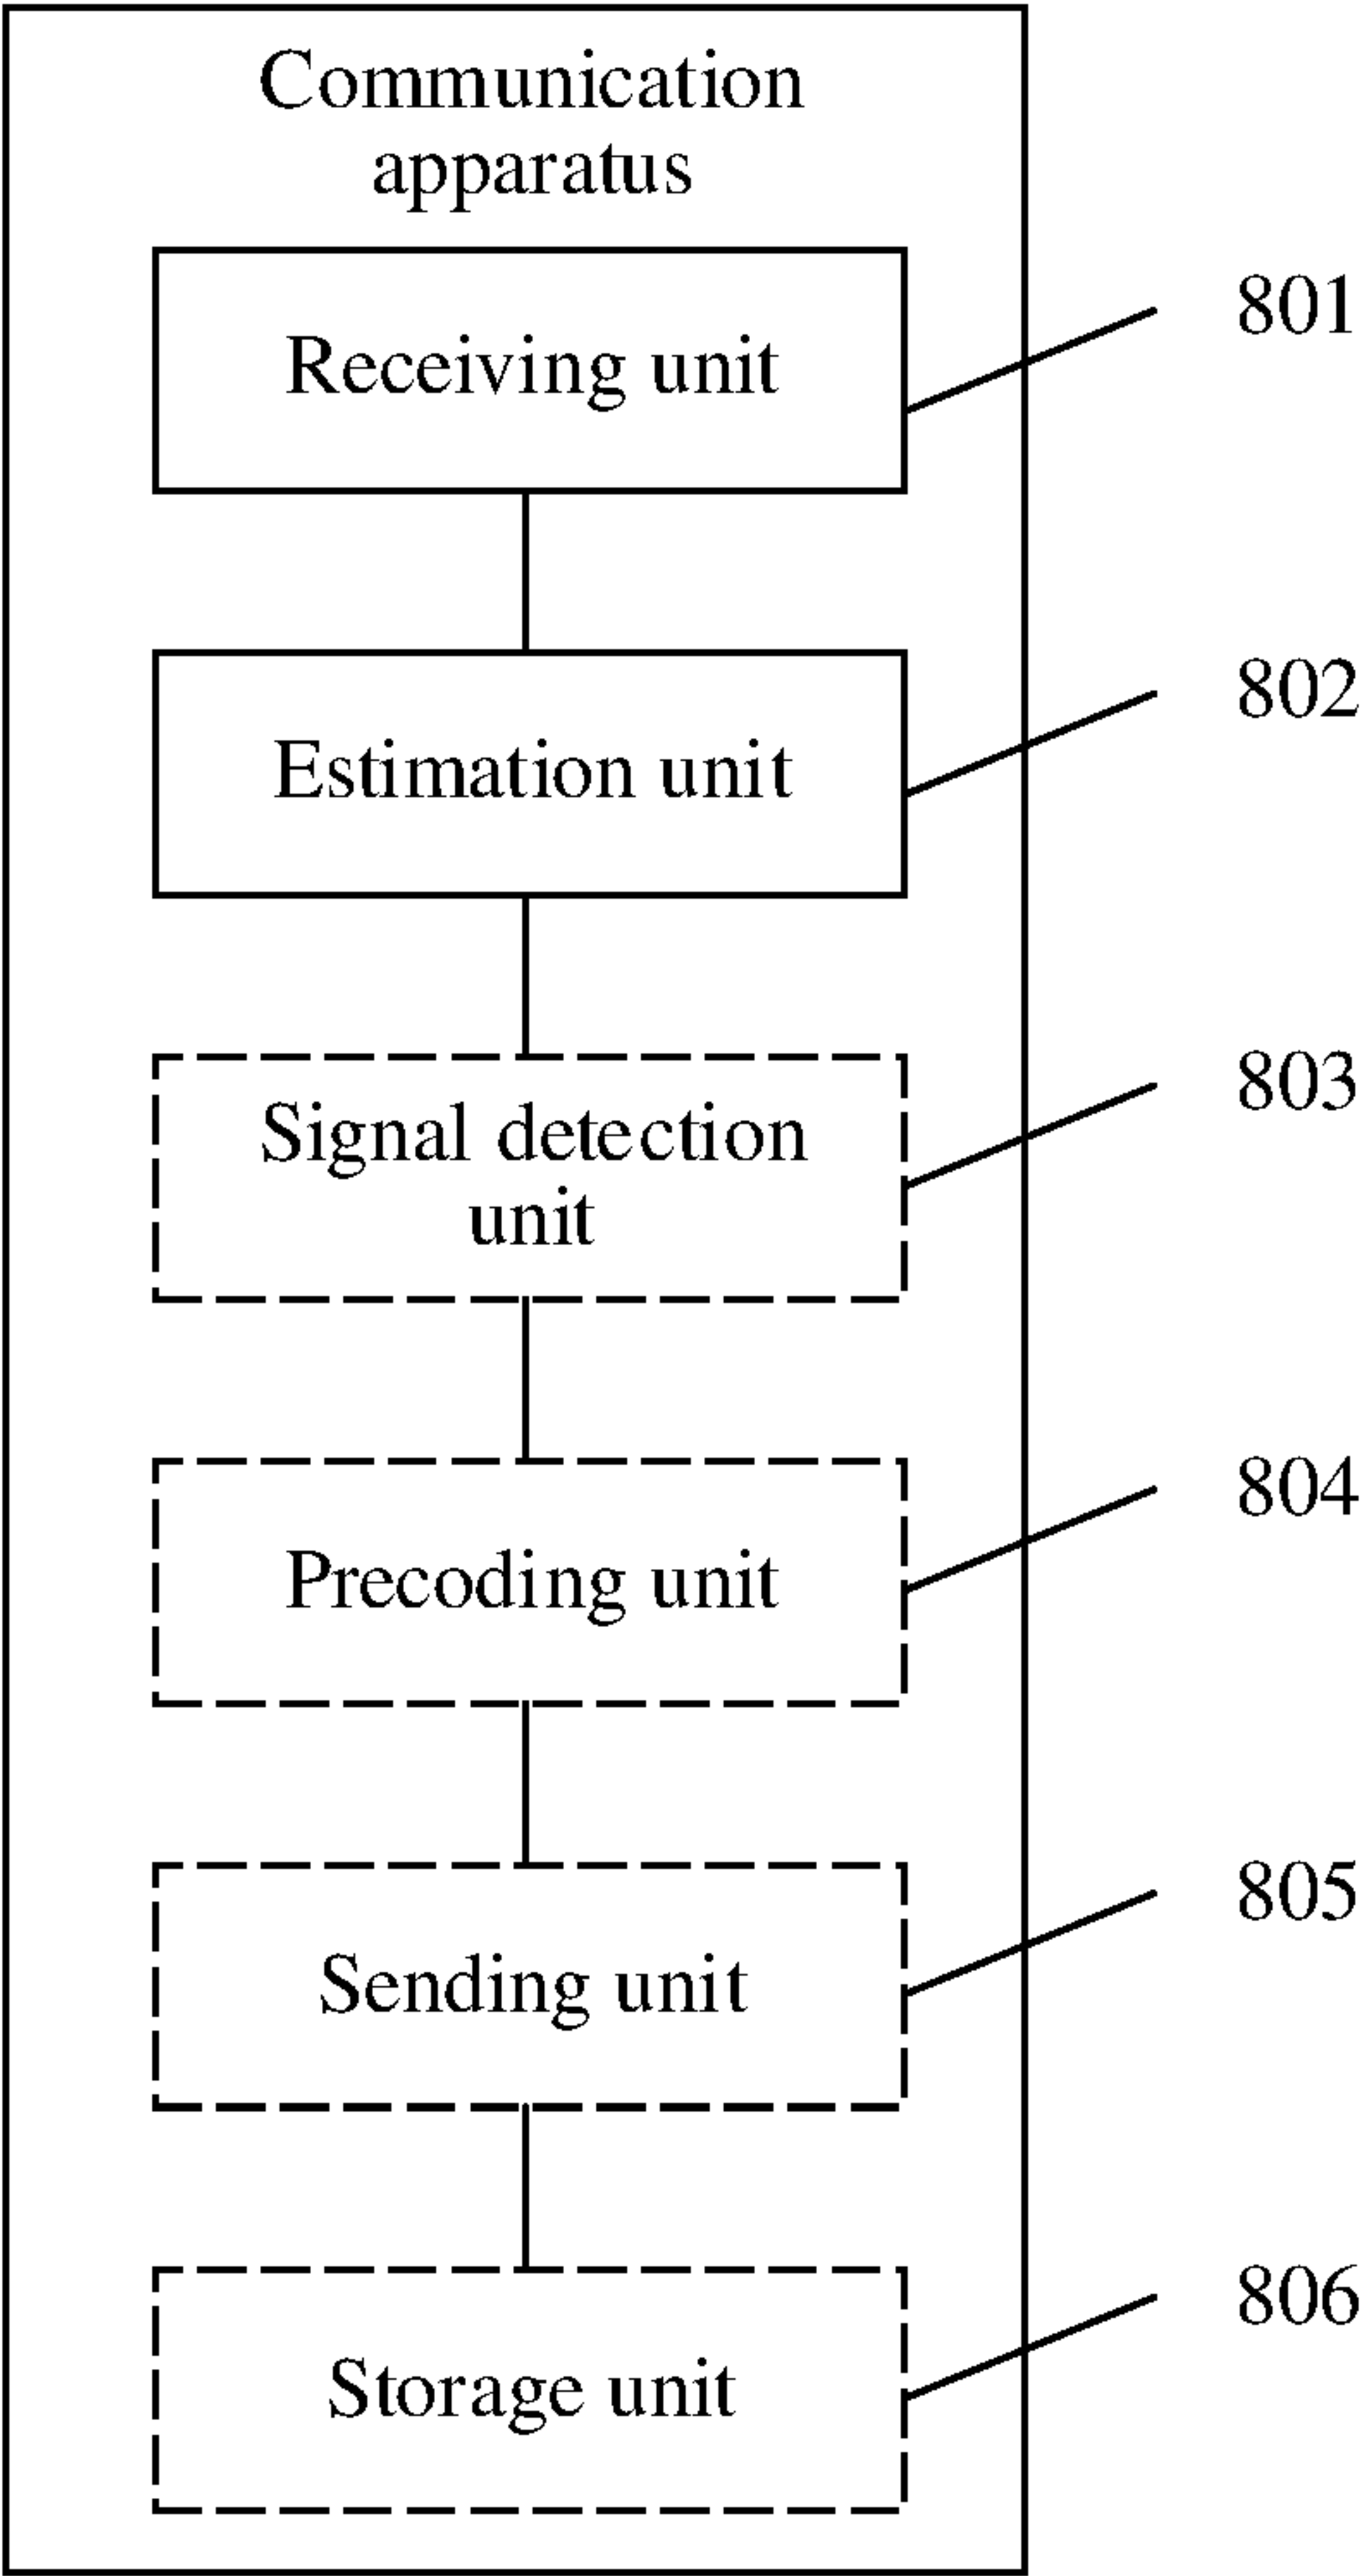 Communication
apparatus
Receiving unit
801
Estimation unit
802
Signal detection
unit
803
Precoding unit
804
Sending unit
805
Storage unit
806